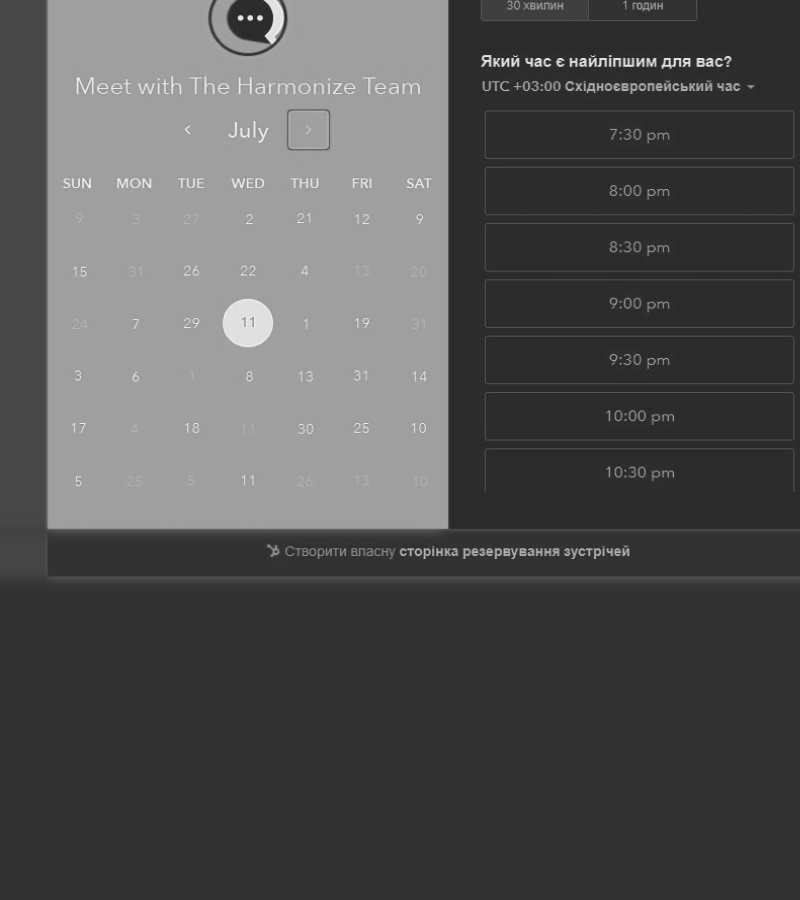 30 хвилин 1 годин
Meet with The Harmonize Team
July
SUN MON TUE WED THU FRI SAT
9 3 27 2 21 12 9
15 31 26 22 4 13 20
24 7 29 11 1 19 31
3 6 1 8 13 31 14
17 4 18 11 30 25 10
5 25 5 11 26 13 10
Який час є найліпшим для вас?
UTC +03:00 Східноєвропейський час
7:30 pm
8:00 pm
8:30 pm
9:00 pm
9:30 pm
10:00 pm
10:30 pm
Створити власну сторінка резервування зустрічей